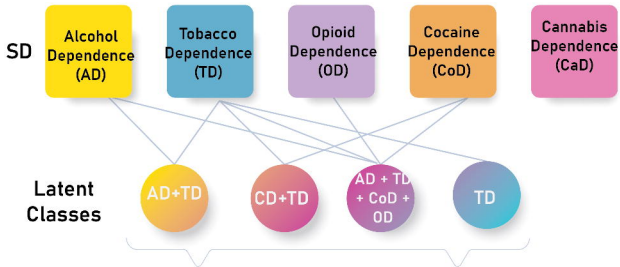 SD
Alcohol
Dependence
(AD)
Tobacco
Dependence
(TD)
Opioid
Dependence
(OD)
Cocaine
Dependence
(CoD)
Cannabis
Dependence
(CaD)
Latent
Classes
AD+TD
CD+TD
AD + TD
+ CoD +
OD
TD